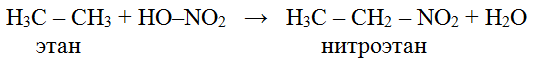 H₃C – CH₃ + HO–NO₂ → H₃C – CH₂ – NO₂ + H₂O
этан нитроэтан